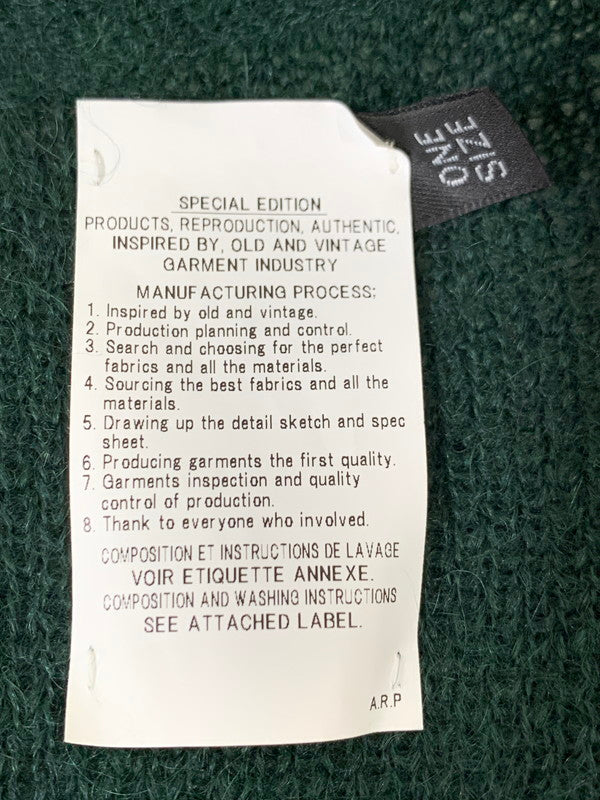 ONE
SIZE
SPECIAL EDITION
PRODUCTS, REPRODUCTION, AUTHENTIC,
INSPIRED BY, OLD AND VINTAGE
GARMENT INDUSTRY
MANUFACTURING PROCESS;
1. Inspired by old and vintage.
2. Production planning and control.
3. Search and choosing for the perfect
fabrics and all the materials.
4. Sourcing the best fabrics and all the
materials.
5. Drawing up the detail sketch and spec
sheet.
6. Producing garments the first quality.
7. Garments inspection and quality
control of production.
8. Thank to everyone who involved.
COMPOSITION ET INSTRUCTIONS DE LAVAGE
VOIR ETIQUETTE ANNEXE.
COMPOSITION AND WASHING INSTRUCTIONS
SEE ATTACHED LABEL.
A.R.P